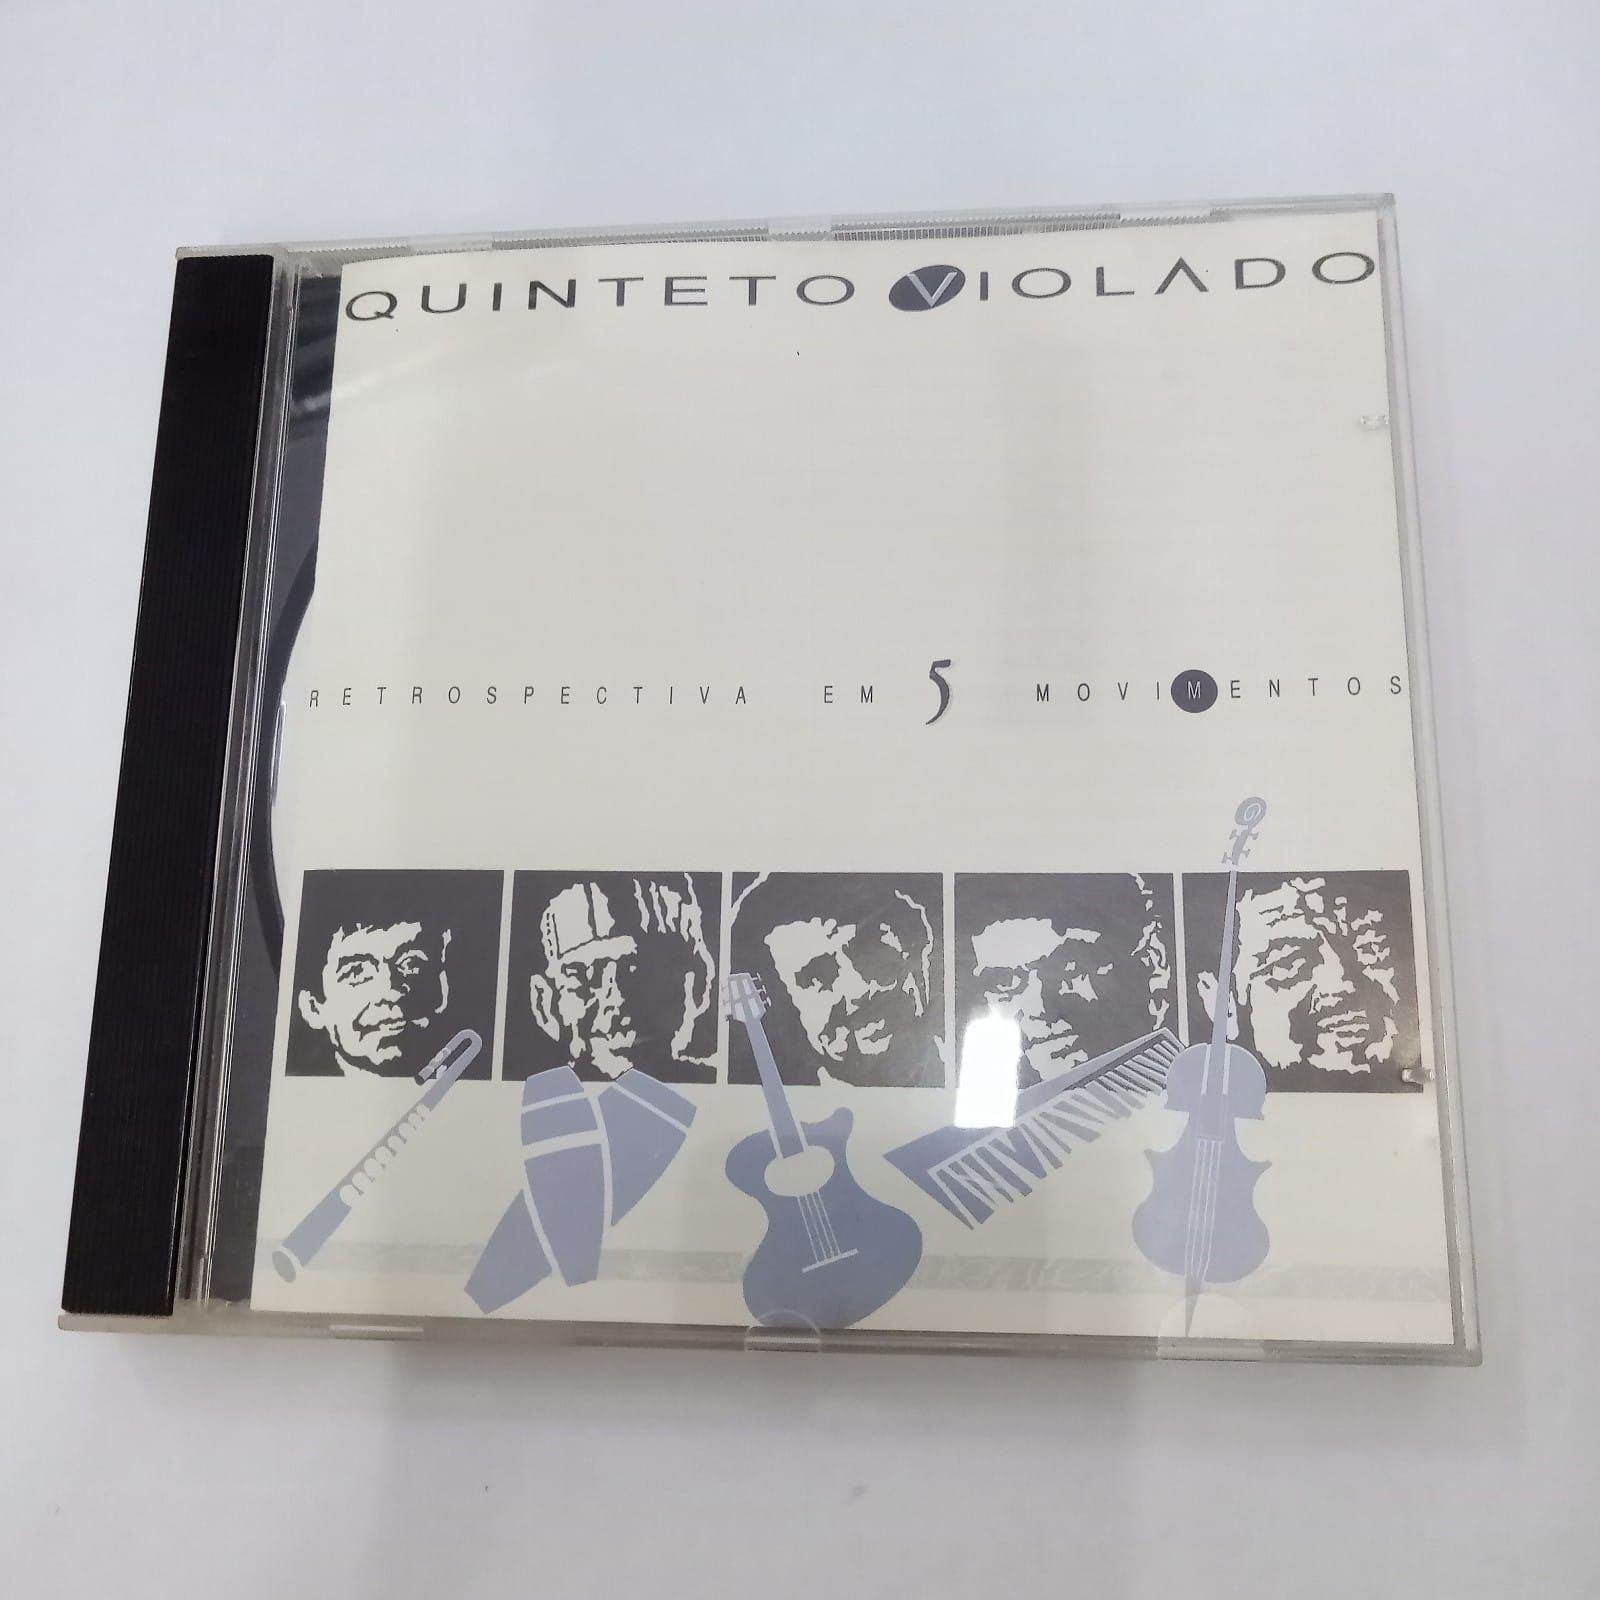 QUINTETO VIOLADO
RETROSPECTIVA EM 5 MOVIMENTOS